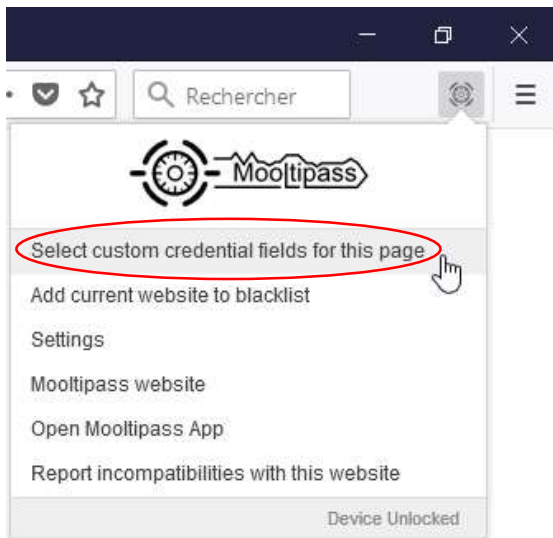 Rechercher
Mooltipass
Select custom credential fields for this page
Add current website to blacklist
Settings
Mooltipass website
Open Mooltipass App
Report incompatibilities with this website
Device Unlocked